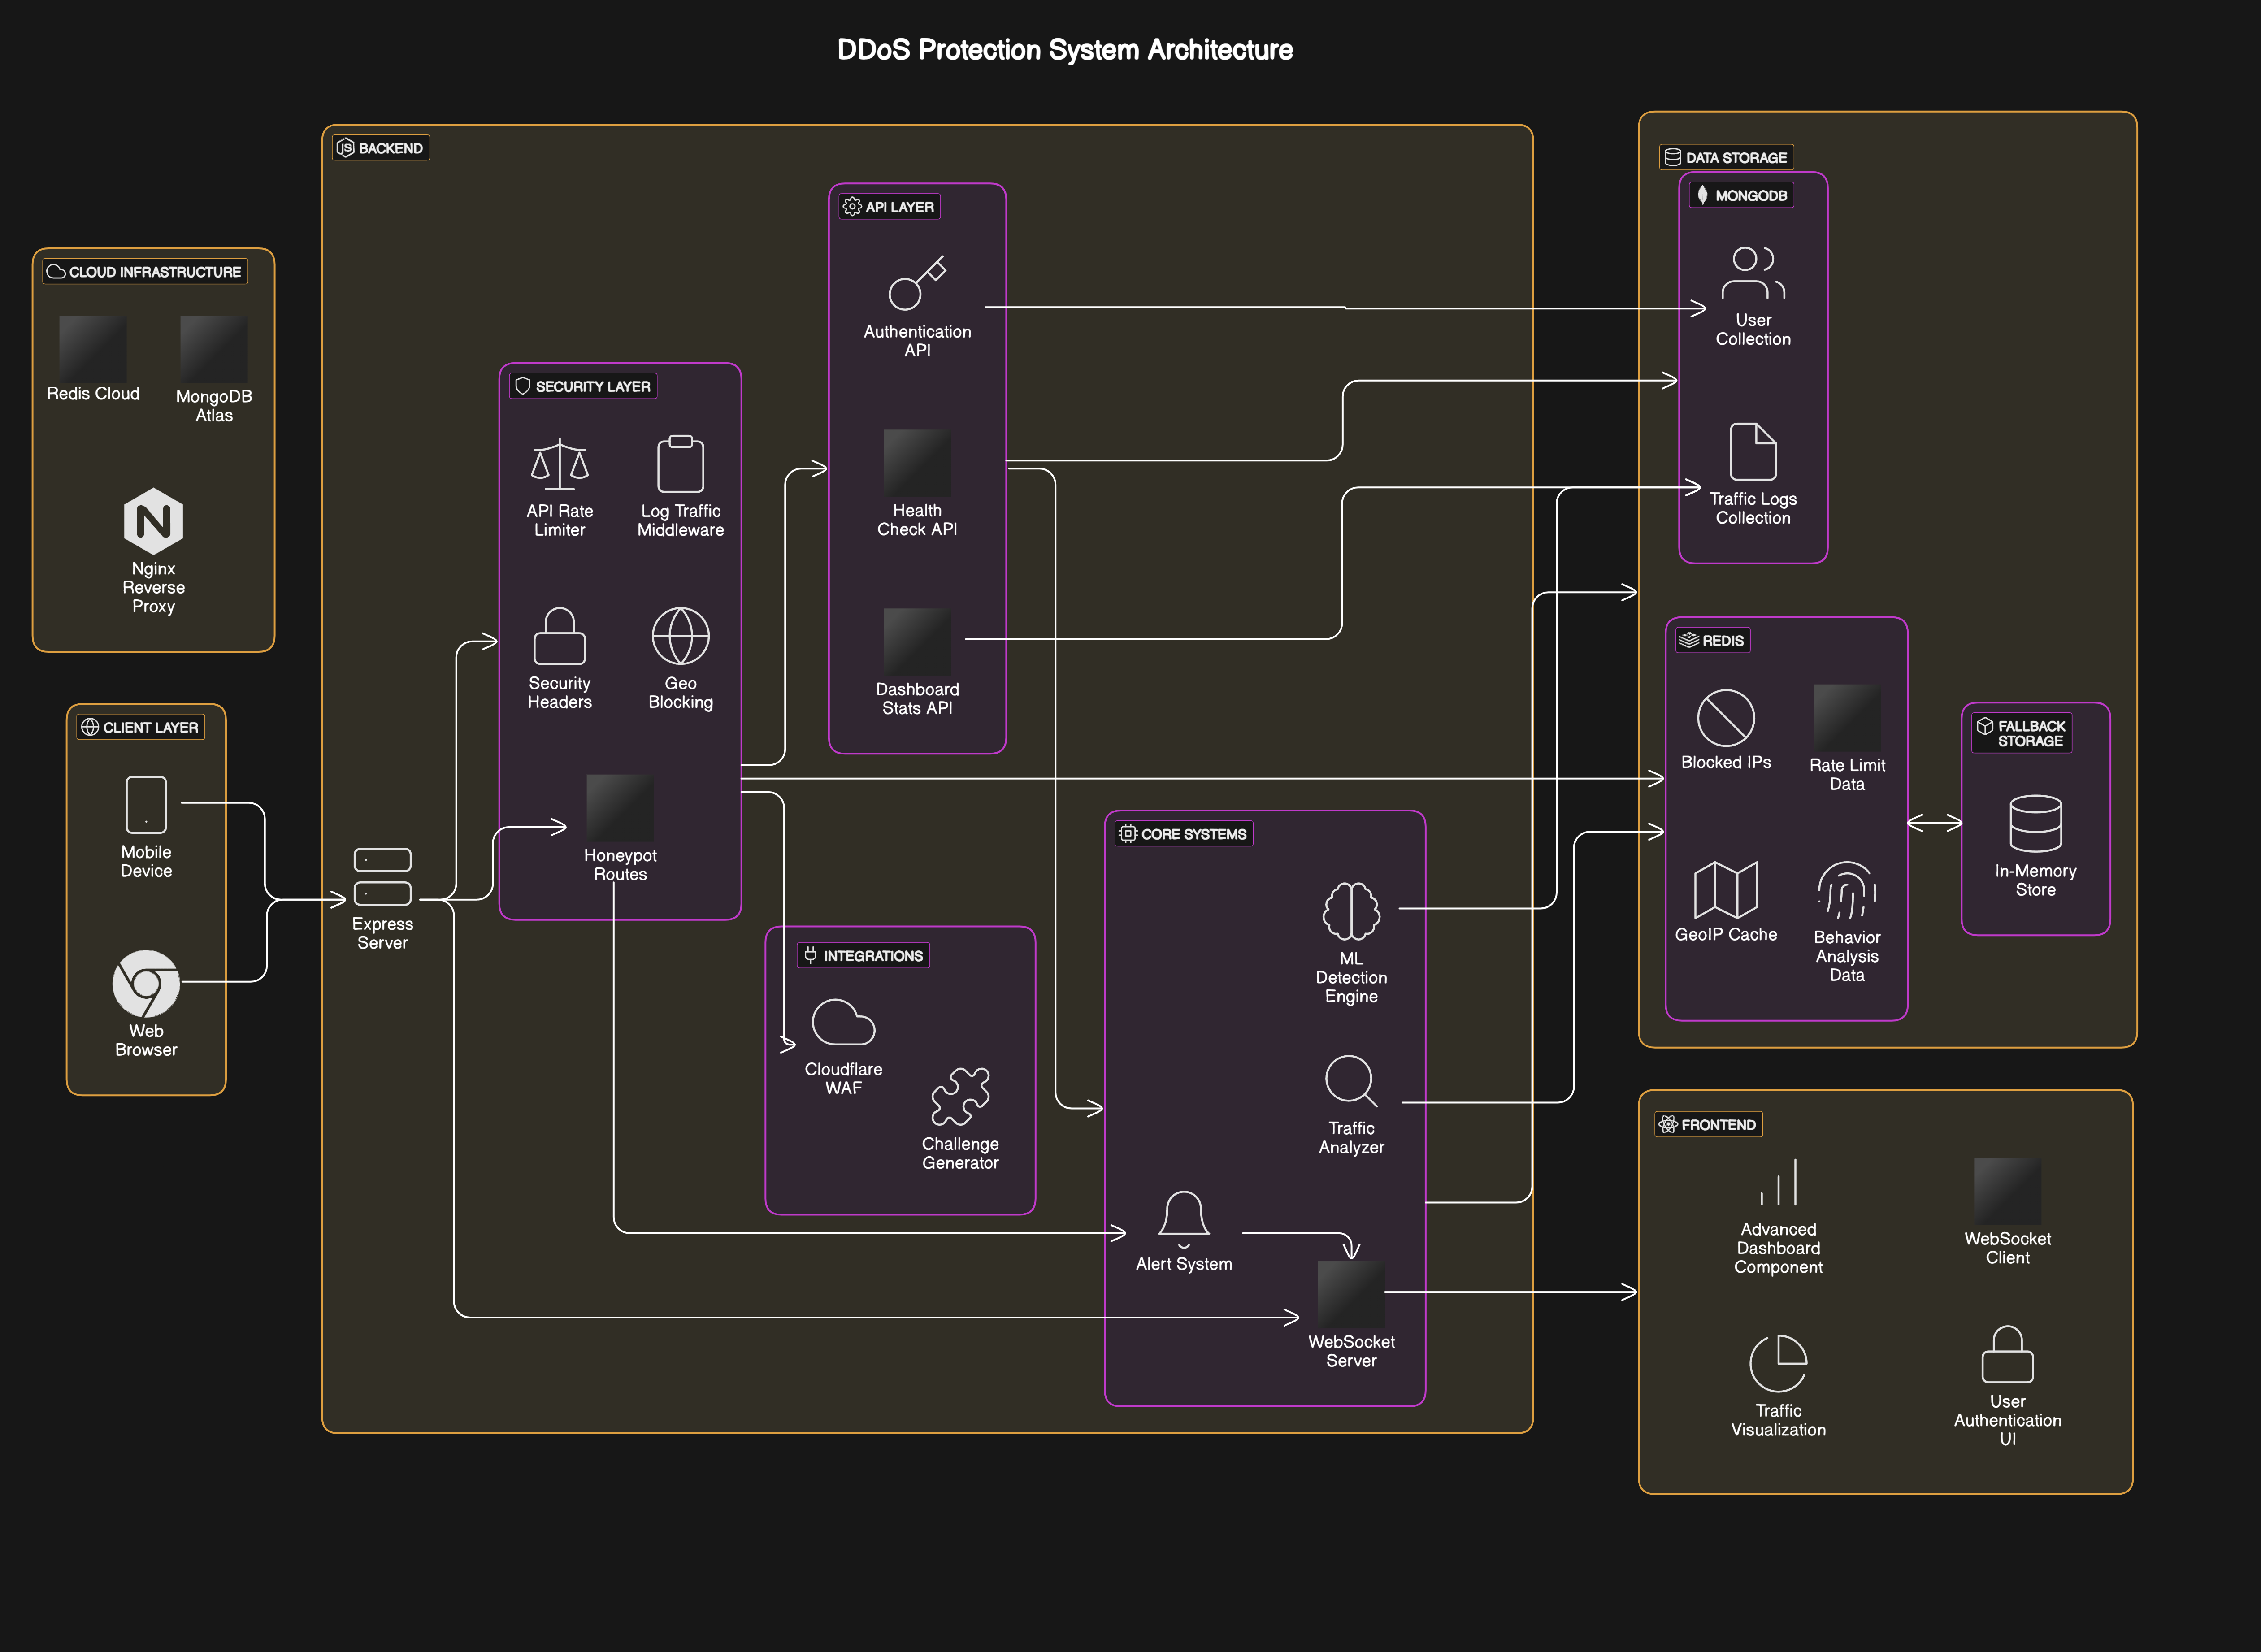 DDoS Protection System Architecture
BACKEND
CLOUD INFRASTRUCTURE
Redis Cloud
MongoDB
Atlas
Nginx
Reverse
Proxy
CLIENT LAYER
Mobile
Device
Web
Browser
Express
Server
SECURITY LAYER
API Rate
Limiter
Log Traffic
Middleware
Security
Headers
Geo
Blocking
Honeypot
Routes
API LAYER
Authentication
API
Health
Check API
Dashboard
Stats API
INTEGRATIONS
Cloudflare
WAF
Challenge
Generator
CORE SYSTEMS
ML
Detection
Engine
Traffic
Analyzer
Alert System
WebSocket
Server
DATA STORAGE
MONGODB
User
Collection
Traffic Logs
Collection
REDIS
Blocked IPs
Rate Limit
Data
GeoIP Cache
Behavior
Analysis
Data
FALLBACK
STORAGE
In-Memory
Store
FRONTEND
Advanced
Dashboard
Component
WebSocket
Client
Traffic
Visualization
User
Authentication
UI